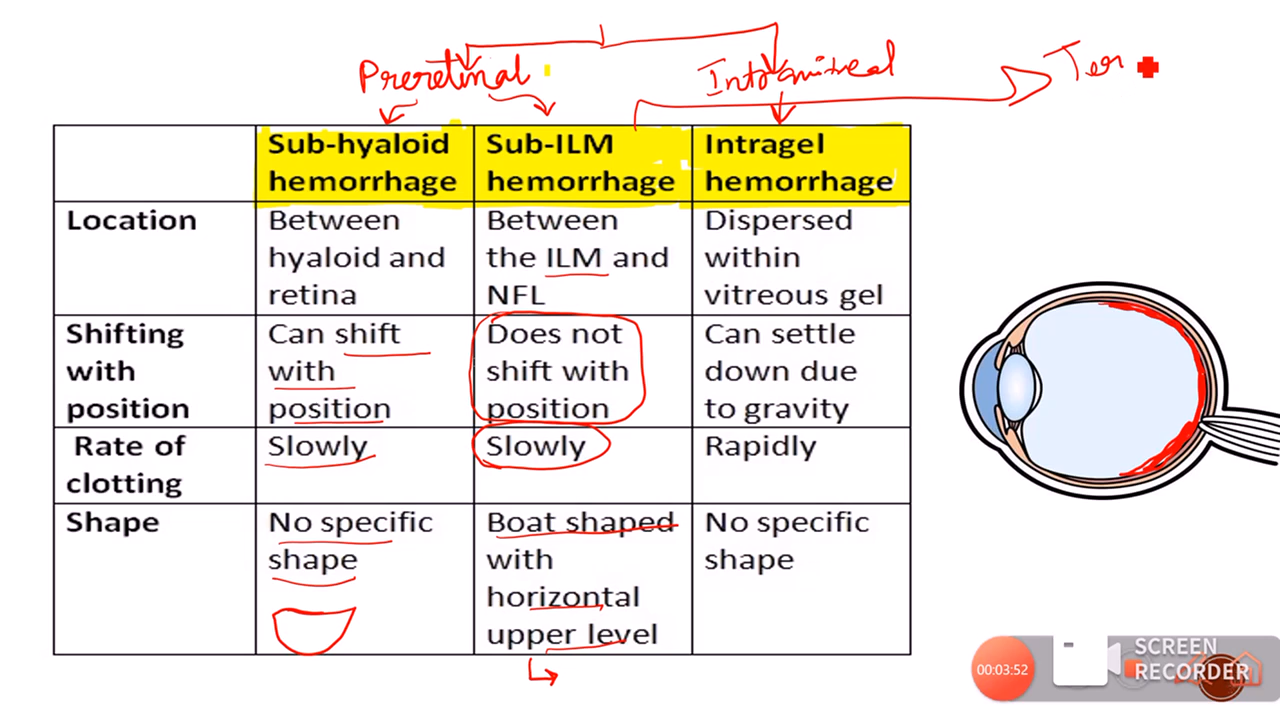 Preretinal
Intravitreal
Ter
Sub-hyaloid
hemorrhage
Sub-ILM
hemorrhage
Intragel
hemorrhage
Location
Between
hyaloid and
retina
Between
the ILM and
NFL
Dispersed
within
vitreous gel
Shifting
with
position
Can shift
with
position
Does not
shift with
position
Can settle
down due
to gravity
Rate of
clotting
Slowly
Slowly
Rapidly
Shape
No specific
shape
Boat shaped
with
horizontal
upper level
No specific
shape
00:03:52
SCREEN
RECORDER